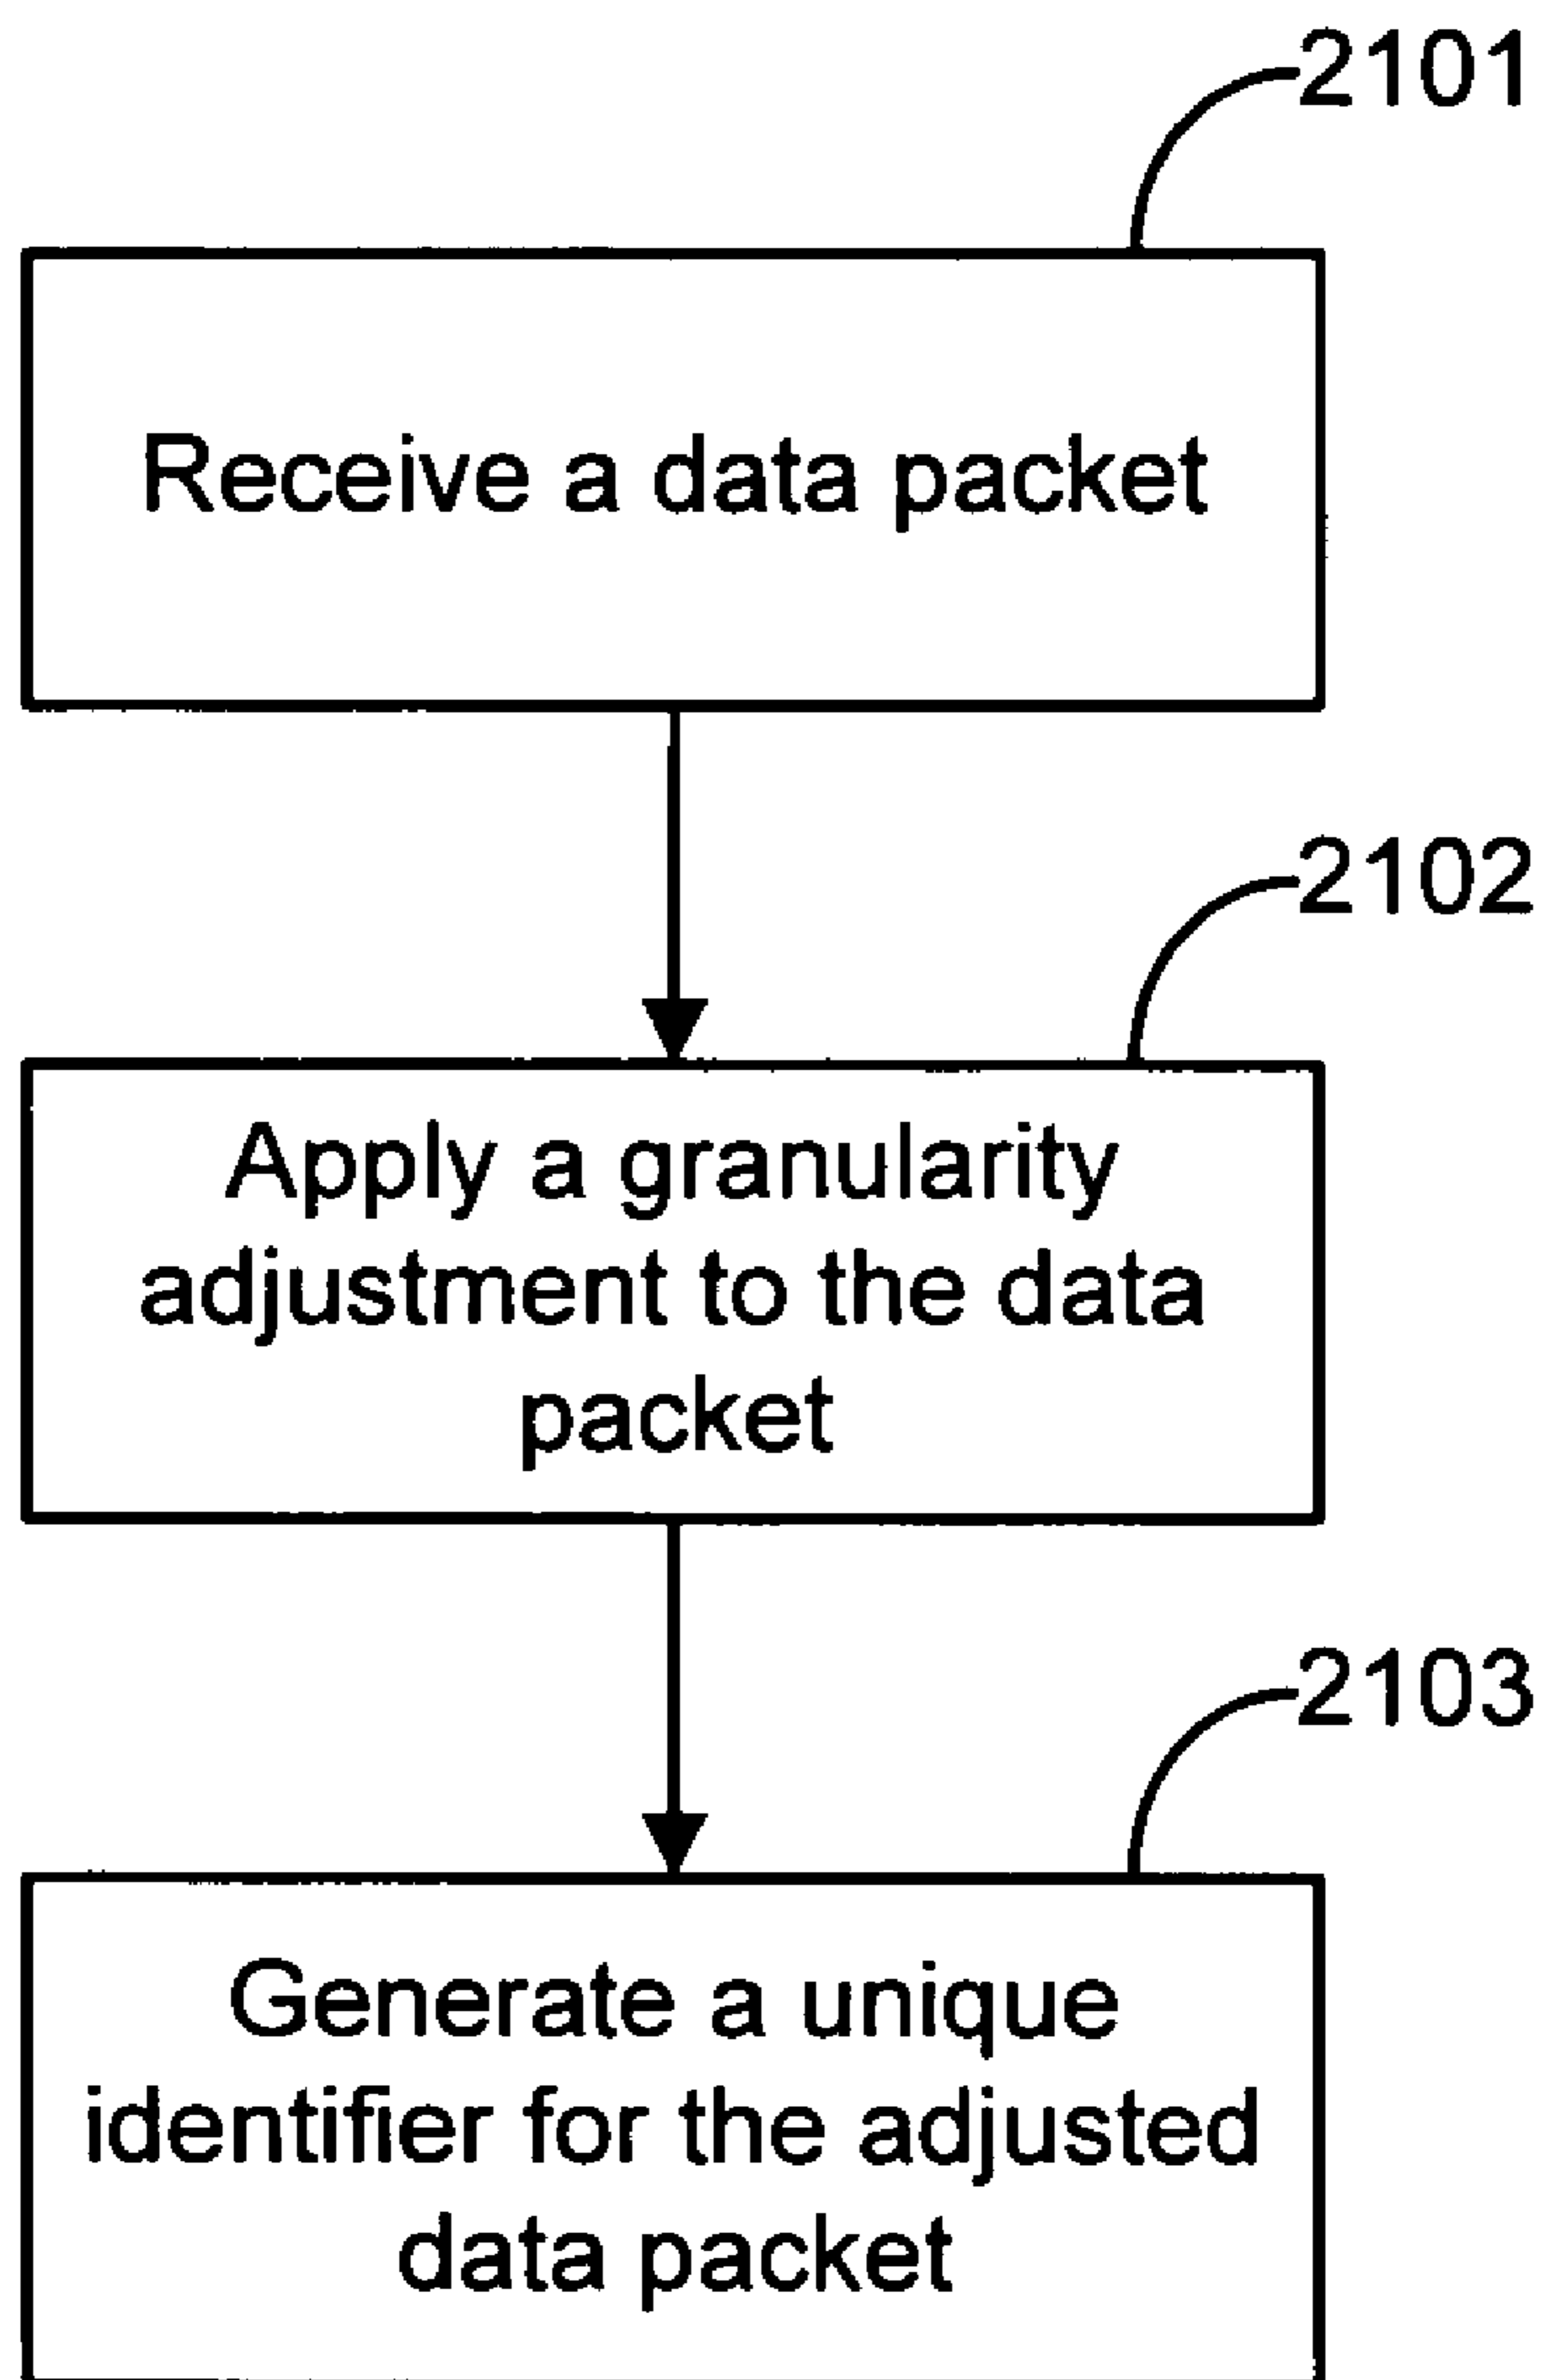 2101
Receive a data packet
2102
Apply a granularity
adjustment to the data
packet
2103
Generate a unique
identifier for the adjusted
data packet